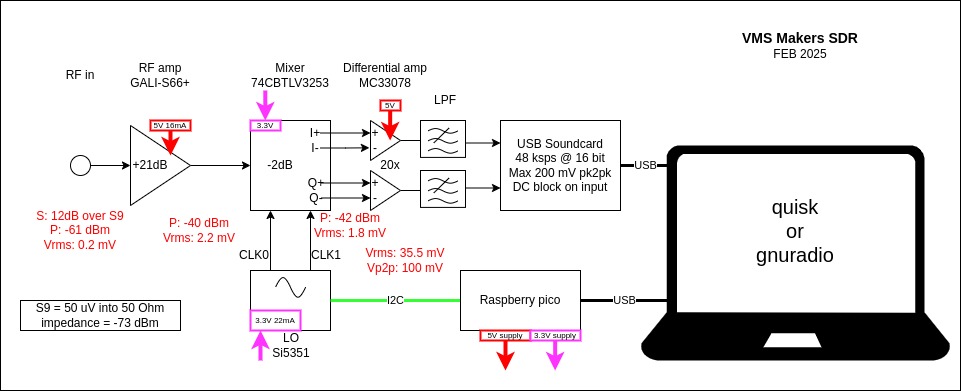 VMS Makers SDR
FEB 2025
RF in
RF amp
GALI-S66+
Mixer
74CBTLV3253
Differential amp
MC33078
LPF
5V 16mA
3.3V
5V
+21dB
-2dB
I+
I-
Q+
Q-
+
-
20x
+
-
USB Soundcard
48 ksps @ 16 bit
Max 200 mV pk2pk
DC block on input
USB
quisk
or
gnuradio
S: 12dB over S9
P: -61 dBm
Vrms: 0.2 mV
P: -40 dBm
Vrms: 2.2 mV
P: -42 dBm
Vrms: 1.8 mV
CLK0
CLK1
Vrms: 35.5 mV
Vp2p: 100 mV
I2C
Raspberry pico
USB
3.3V 22mA
LO
Si5351
5V supply
3.3V supply
S9 = 50 uV into 50 Ohm
impedance = -73 dBm